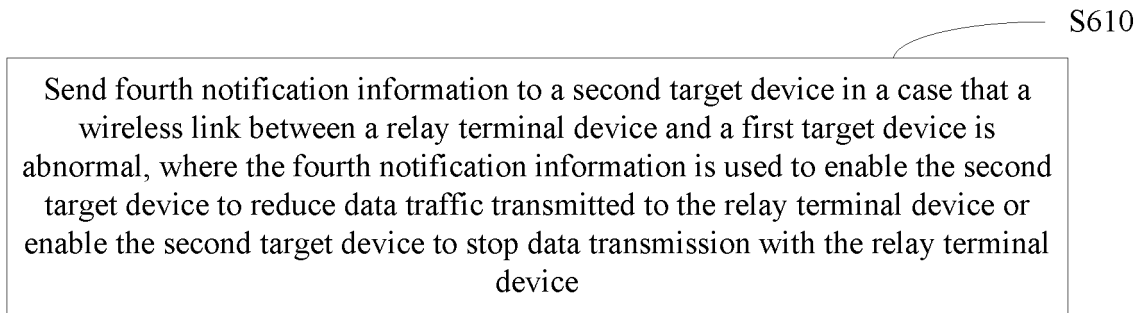 S610
Send fourth notification information to a second target device in a case that a
wireless link between a relay terminal device and a first target device is
abnormal, where the fourth notification information is used to enable the second
target device to reduce data traffic transmitted to the relay terminal device or
enable the second target device to stop data transmission with the relay terminal
device